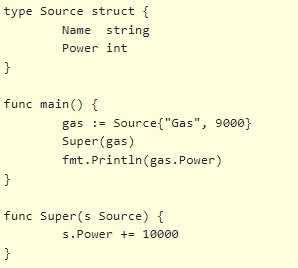 type Source struct {
        Name  string
        Power int
}

func main() {
        gas := Source{"Gas", 9000}
        Super(gas)
        fmt.Println(gas.Power)
}

func Super(s Source) {
        s.Power += 10000
}